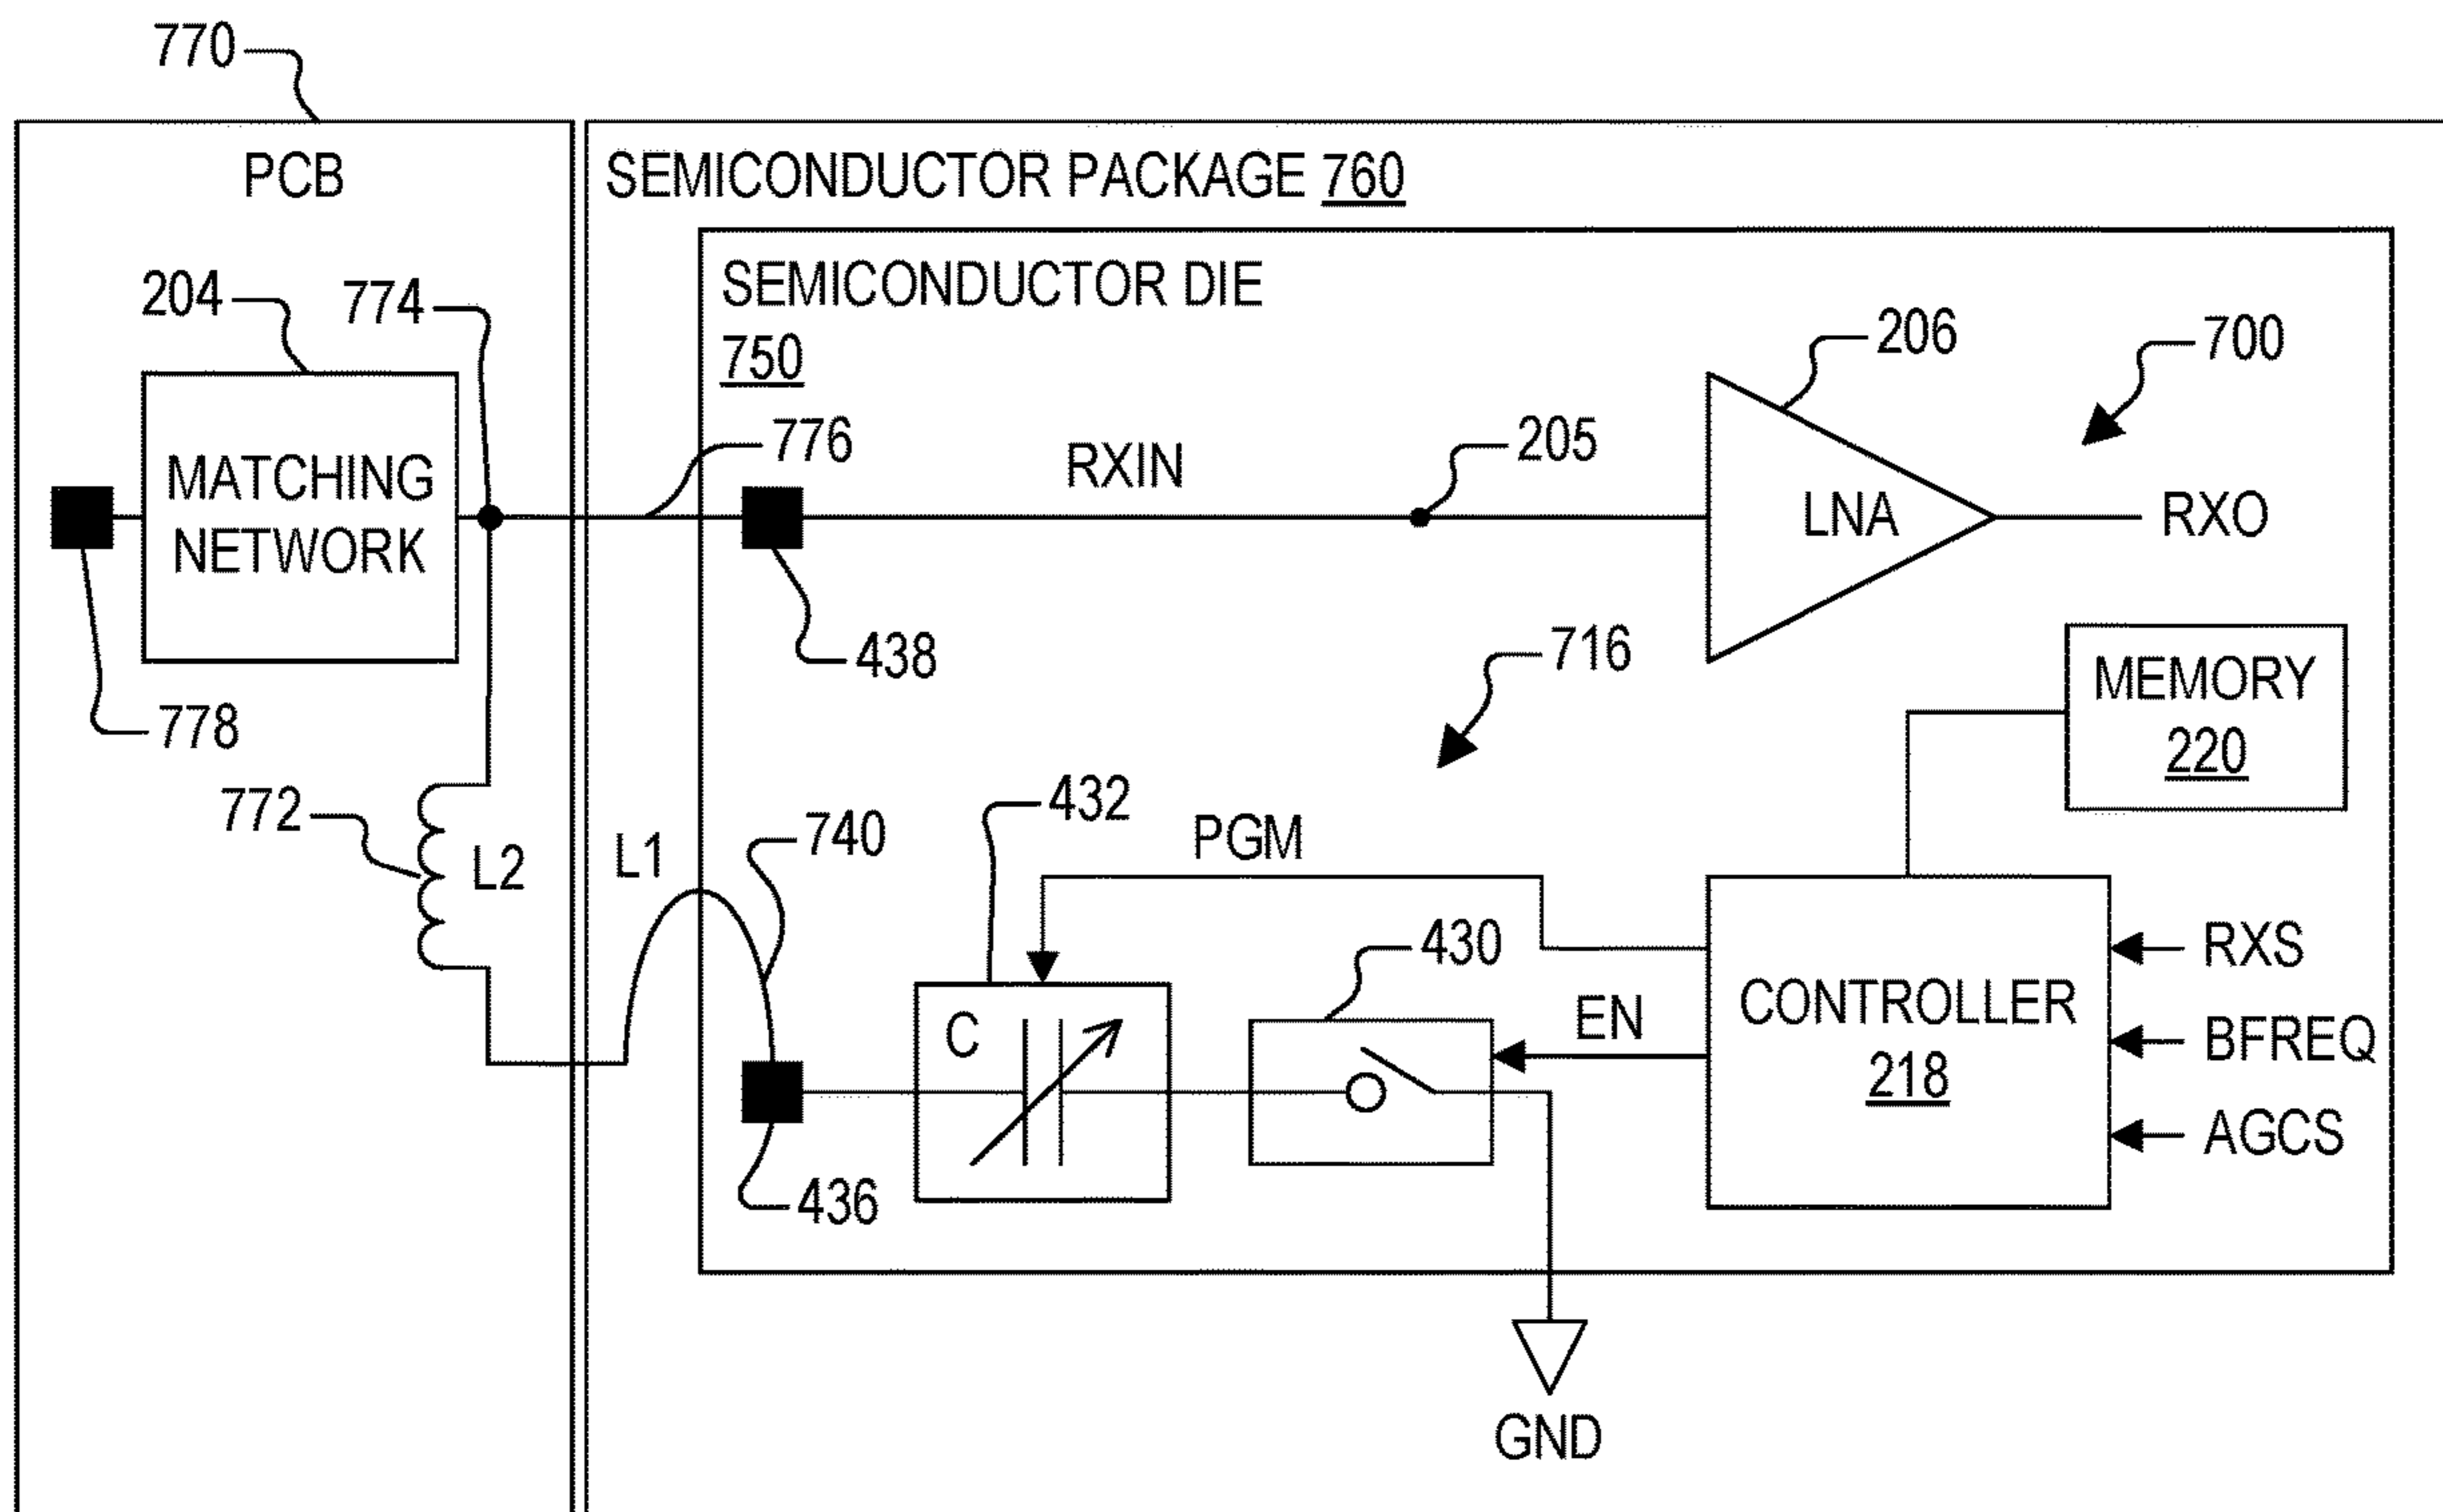 770
PCB
SEMICONDUCTOR PACKAGE 760
SEMICONDUCTOR DIE
750
204
774
206
700
776
RXIN
205
MATCHING
NETWORK
LNA
RXO
438
716
778
MEMORY
220
772
L2
L1
740
432
PGM
430
C
EN
CONTROLLER
218
RXS
BFREQ
AGCS
436
GND